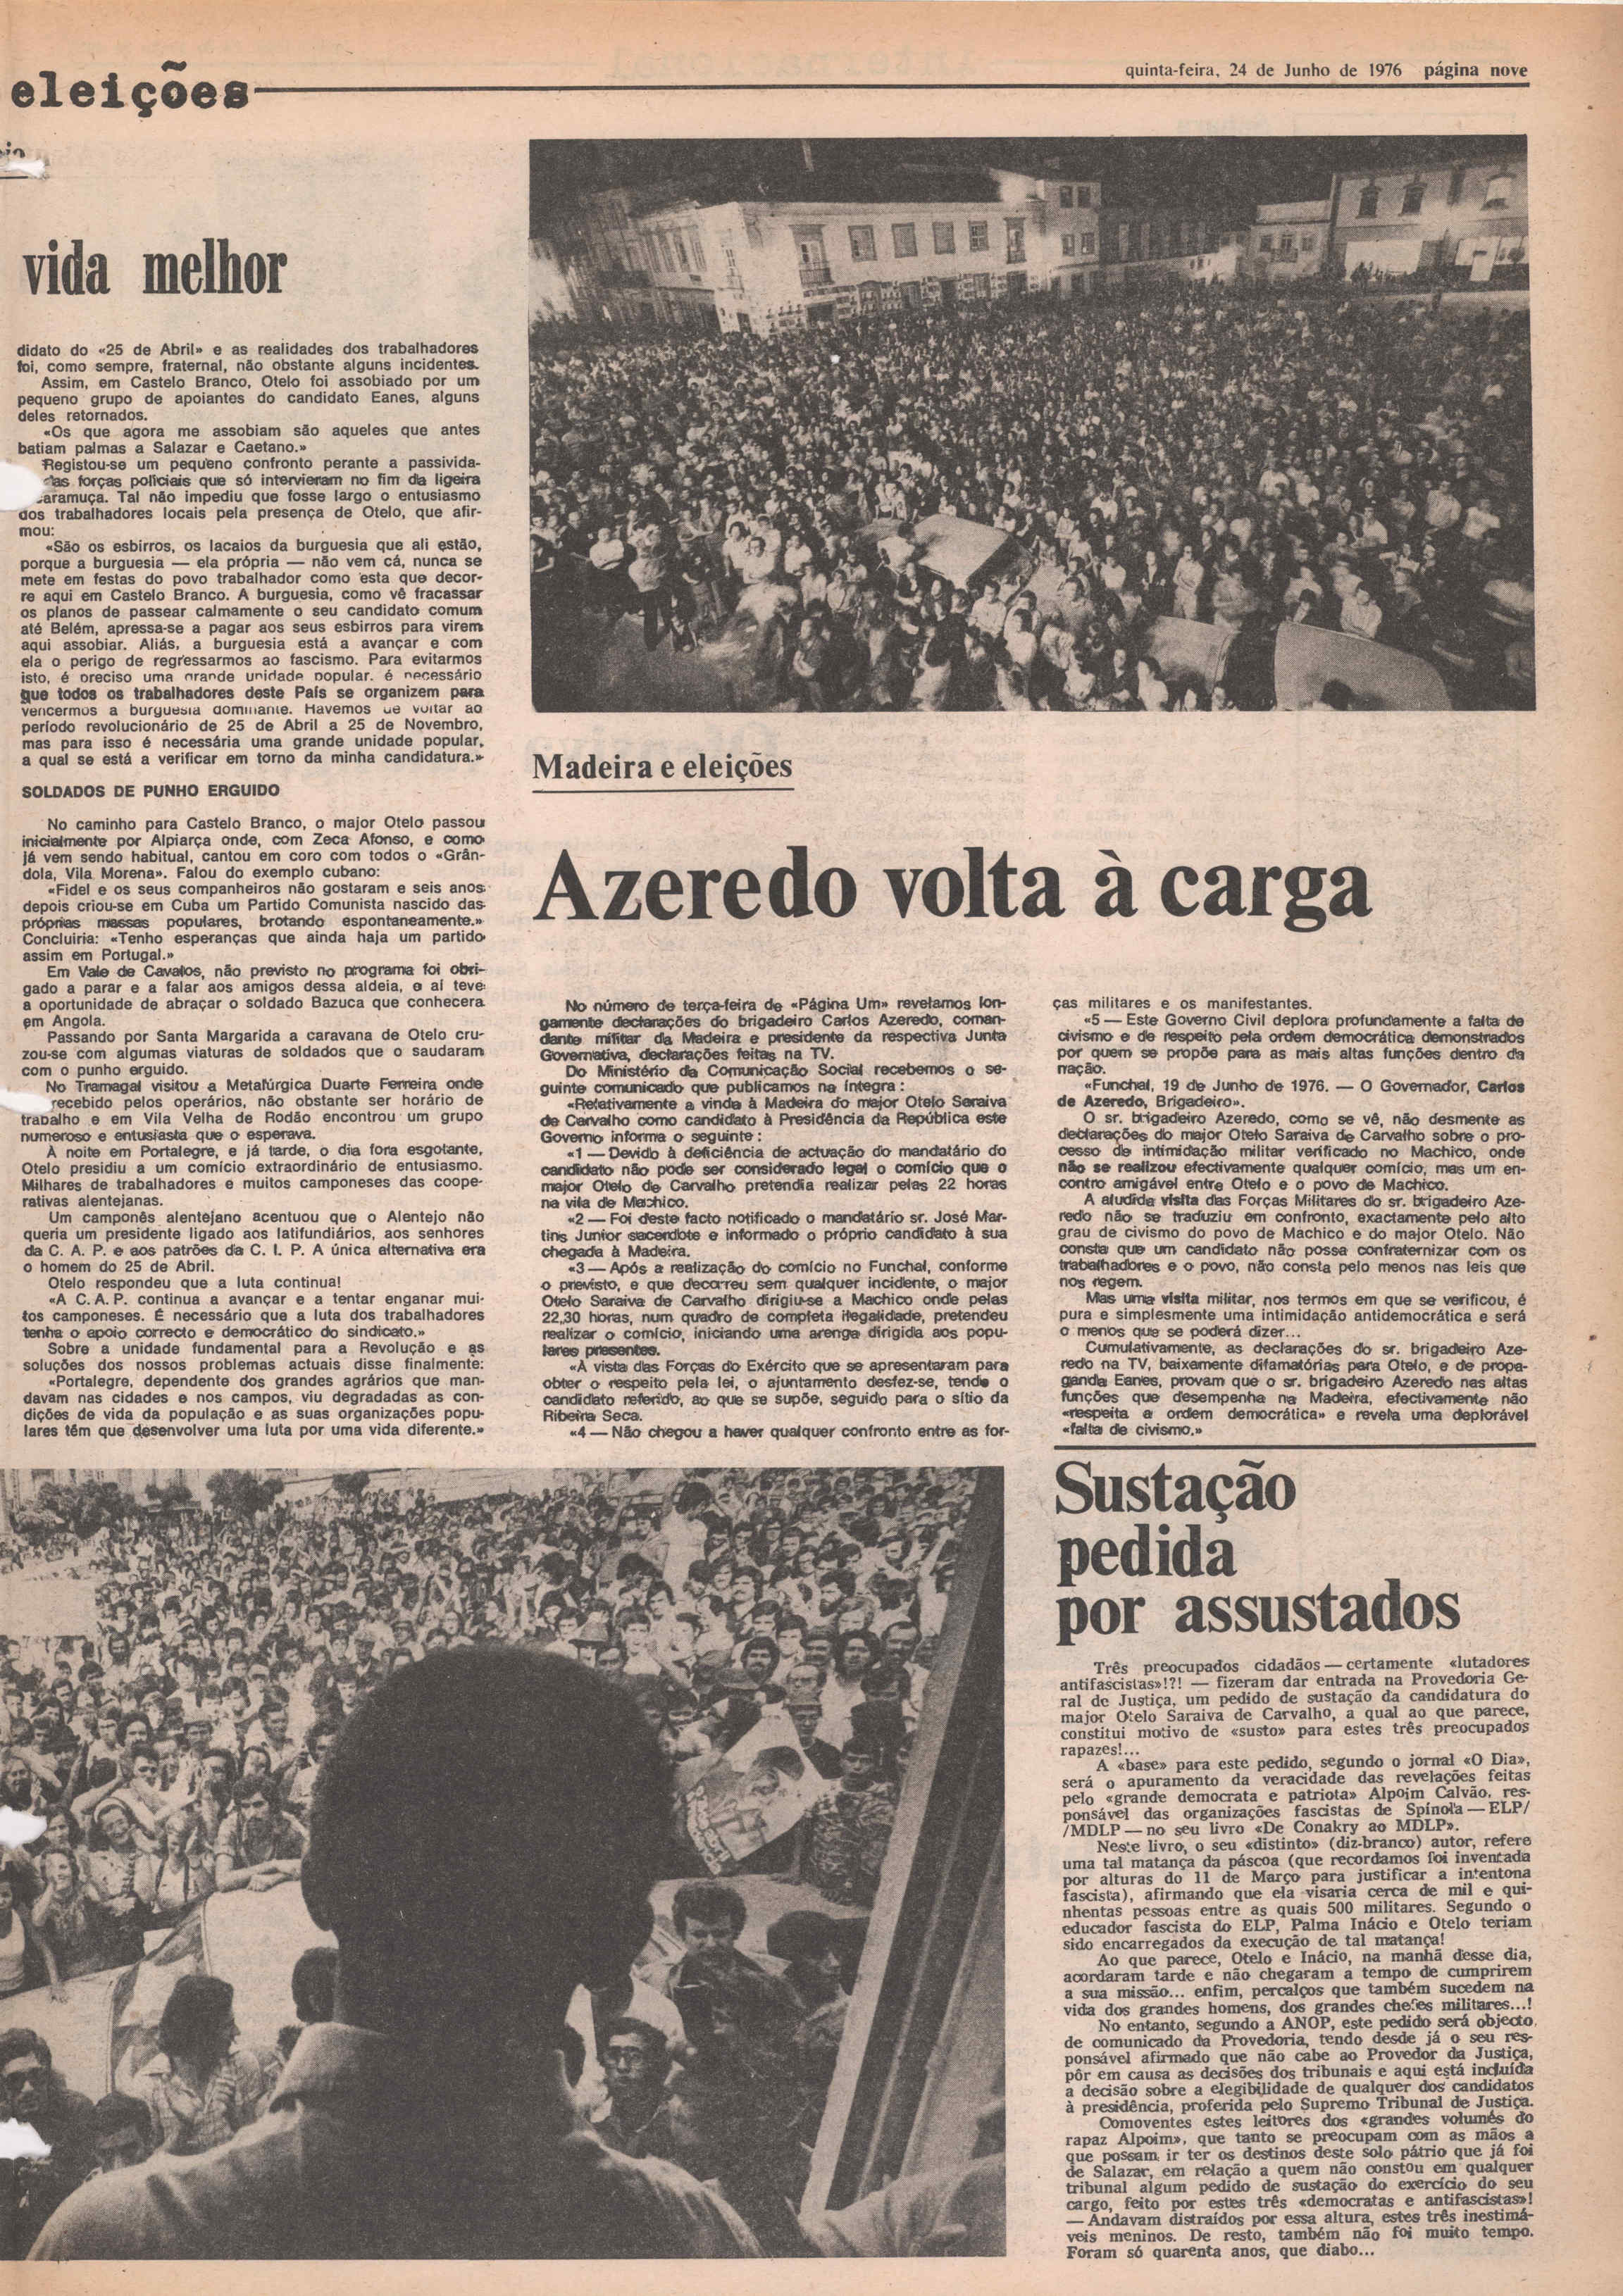 eleições
quinta-feira, 24 de Junho de 1976 página nove
vida melhor
didato do «25 de Abril» e as realidades dos trabalhadores
foi, como sempre, fraternal, não obstante alguns incidentes.
Assim, em Castelo Branco, Otelo foi assobiado por um
pequeno grupo de apoiantes do candidato Eanes, alguns
deles retornados.
«Os que agora me assobiam são aqueles que antes
batiam palmas a Salazar e Caetano.»
Registou-se um pequeno confronto perante a passivida-
das forças policiais que só intervieram no fim da ligeira
aramuça. Tal não impediu que fosse largo o entusiasmo
dos trabalhadores locais pela presença de Otelo, que afir-
mou:
«São os esbirros, os lacaios da burguesia que ali estão,
porque a burguesia — ela própria — não vem cá, nunca se
mete em festas do povo trabalhador como esta que decor-
re aqui em Castelo Branco. A burguesia, como vê fracassar
os planos de passear calmamente o seu candidato comum
até Belém, apressa-se a pagar aos seus esbirros para virem
aqui assobiar. Aliás, a burguesia está a avançar e com
ela o perigo de regressarmos ao fascismo. Para evitarmos
isto, é preciso uma grande unidade popular. é necessário
que todos os trabalhadores deste País se organizem para
vencermos a burguesia dominante. Havemos de voltar ao
período revolucionário de 25 de Abril a 25 de Novembro,
mas para isso é necessária uma grande unidade popular,
a qual se está a verificar em torno da minha candidatura.»
SOLDADOS DE PUNHO ERGUIDO
No caminho para Castelo Branco, o major Otelo passou
inicialmente por Alpiarça onde, com Zeca Afonso, e como
já vem sendo habitual, cantou em coro com todos o «Grân-
dola, Vila Morena». Falou do exemplo cubano:
«Fidel e os seus companheiros não gostaram e seis anos
depois criou-se em Cuba um Partido Comunista nascido das
próprias massas populares, brotando espontaneamente.»
Concluiria: «Tenho esperanças que ainda haja um partido
assim em Portugal.»
Em Vale de Cavalos, não previsto no programa foi obri-
gado a parar e a falar aos amigos dessa aldeia, e aí teve
a oportunidade de abraçar o soldado Bazuca que conhecera
em Angola.
Passando por Santa Margarida a caravana de Otelo cru-
zou-se com algumas viaturas de soldados que o saudaram
com o punho erguido.
No Tramagal visitou a Metalúrgica Duarte Ferreira onde
recebido pelos operários, não obstante ser horário de
trabalho e em Vila Velha de Rodão encontrou um grupo
numeroso e entusiasta que o esperava.
À noite em Portalegre, e já tarde, o dia fora esgotante,
Otelo presidiu a um comício extraordinário de entusiasmo.
Milhares de trabalhadores e muitos camponeses das coope-
rativas alentejanas.
Um camponês alentejano acentuou que o Alentejo não
queria um presidente ligado aos latifundiários, aos senhores
da C. A. P. e aos patrões da C. I. P. A única alternativa era
o homem do 25 de Abril.
Otelo respondeu que a luta continua!
«A C. A. P. continua a avançar e a tentar enganar mui-
tos camponeses. É necessário que a luta dos trabalhadores
tenha o apoio correcto e democrático do sindicato.»
Sobre a unidade fundamental para a Revolução e as
soluções dos nossos problemas actuais disse finalmente:
«Portalegre, dependente dos grandes agrários que man-
davam nas cidades e nos campos, viu degradadas as con-
dições de vida da população e as suas organizações popu-
lares têm que desenvolver uma luta por uma vida diferente.»
Madeira e eleições
Azeredo volta à carga
No número de terça-feira de «Página Um» revelamos lon-
gamente declarações do brigadeiro Carlos Azeredo, coman-
dante militar da Madeira e presidente da respectiva Junta
Governativa, declarações feitas na TV.
Do Ministério da Comunicação Social recebemos o se-
guinte comunicado que publicamos na íntegra:
«Relativamente a vinda à Madeira do major Otelo Saraiva
de Carvalho como candidato à Presidência da República este
Governo informa o seguinte:
«1 — Devido à deficiência de actuação do mandatário do
candidato não pode ser considerado legal o comício que o
major Otelo de Carvalho pretendia realizar pelas 22 horas
na vila de Machico.
«2 — Foi deste facto notificado o mandatário sr. José Mar-
tins Junior sacerdote e informado o próprio candidato à sua
chegada à Madeira.
«3 — Após a realização do comício no Funchal, conforme
o previsto, e que decorreu sem qualquer incidente, o major
Otelo Saraiva de Carvalho dirigiu-se a Machico onde pelas
22,30 horas, num quadro de completa ilegalidade, pretendeu
realizar o comício, iniciando uma arenga dirigida aos popu-
lares presentes.
«À vista das Forças do Exército que se apresentaram para
obter o respeito pela lei, o ajuntamento desfez-se, tendo o
candidato referido, ao que se supõe, seguido para o sítio da
Ribeira Seca.
«4 — Não chegou a haver qualquer confronto entre as for-
ças militares e os manifestantes.
«5 — Este Governo Civil deplora profundamente a falta de
civismo e de respeito pela ordem democrática demonstrados
por quem se propõe para as mais altas funções dentro da
nação.
«Funchal, 19 de Junho de 1976. — O Governador, Carlos
de Azeredo, Brigadeiro».
O sr. brigadeiro Azeredo, como se vê, não desmente as
declarações do major Otelo Saraiva de Carvalho sobre o pro-
cesso de intimidação militar verificado no Machico, onde
não se realizou efectivamente qualquer comício, mas um en-
contro amigável entre Otelo e o povo de Machico.
A aludida visita das Forças Militares do sr. brigadeiro Aze-
redo não se traduziu em confronto, exactamente pelo alto
grau de civismo do povo de Machico e do major Otelo. Não
consta que um candidato não possa confraternizar com os
trabalhadores e o povo, não consta pelo menos nas leis que
nos regem.
Mas uma visita militar, nos termos em que se verificou, é
pura e simplesmente uma intimidação antidemocrática e será
o menos que se poderá dizer...
Cumulativamente, as declarações do sr. brigadeiro Aze-
redo na TV, baixamente difamatórias para Otelo, e de propa-
ganda Eanes, provam que o sr. brigadeiro Azeredo nas altas
funções que desempenha na Madeira, efectivamente não
«respeita a ordem democrática» e revela uma deplorável
«falta de civismo.»
Sustação
pedida
por assustados
Três preocupados cidadãos — certamente «lutadores
antifascistas»!?! — fizeram dar entrada na Provedoria Ge-
ral de Justiça, um pedido de sustação da candidatura do
major Otelo Saraiva de Carvalho, a qual ao que parece,
constitui motivo de «susto» para estes três preocupados
rapazes!...
A «base» para este pedido, segundo o jornal «O Dia»,
será o apuramento da veracidade das revelações feitas
pelo «grande democrata e patriota» Alpoim Calvão, res-
ponsável das organizações fascistas de Spínola — ELP/
/MDLP — no seu livro «De Conakry ao MDLP».
Neste livro, o seu «distinto» (diz-branco) autor, refere
uma tal matança da páscoa (que recordamos foi inventada
por alturas do 11 de Março para justificar a intentona
fascista), afirmando que ela visaria cerca de mil e qui-
nhentas pessoas entre as quais 500 militares. Segundo o
educador fascista do ELP, Palma Inácio e Otelo teriam
sido encarregados da execução de tal matança!
Ao que parece, Otelo e Inácio, na manhã desse dia,
acordaram tarde e não chegaram a tempo de cumprirem
a sua missão... enfim, percalços que também sucedem na
vida dos grandes homens, dos grandes chefes militares...!
No entanto, segundo a ANOP, este pedido será objecto
de comunicado da Provedoria, tendo desde já o seu res-
ponsável afirmado que não cabe ao Provedor da Justiça,
pôr em causa as decisões dos tribunais e aqui está incluída
a decisão sobre a elegibilidade de qualquer dos candidatos
à presidência, proferida pelo Supremo Tribunal de Justiça.
Comoventes estes leitores dos «grandes volumes do
rapaz Alpoim», que tanto se preocupam com as mãos a
que possam ir ter os destinos deste solo pátrio que já foi
de Salazar, em relação a quem não constou em qualquer
tribunal algum pedido de sustação do exercício do seu
cargo, feito por estes três «democratas e antifascistas»!
— Andavam distraídos por essa altura, estes três inestimá-
veis meninos. De resto, também não foi muito tempo.
Foram só quarenta anos, que diabo...